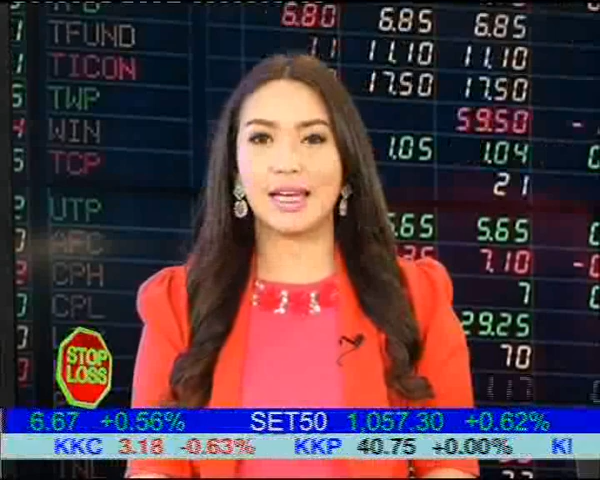 6.80 6.85 6.85
TFUND 1.1 11.10 11.10
TICON 17.50 17.50
TWP
WIN 59.50 -
TCP 1.05 1.04
21
UTP 5.65
AFC 7.10 -
CPH 7
CPL 29.25
70
STOP
LOSS
6.67 +0.56% SET50 1,057.30 +0.62%
KKC 3.18 -0.63% KKP 40.75 +0.00% KI